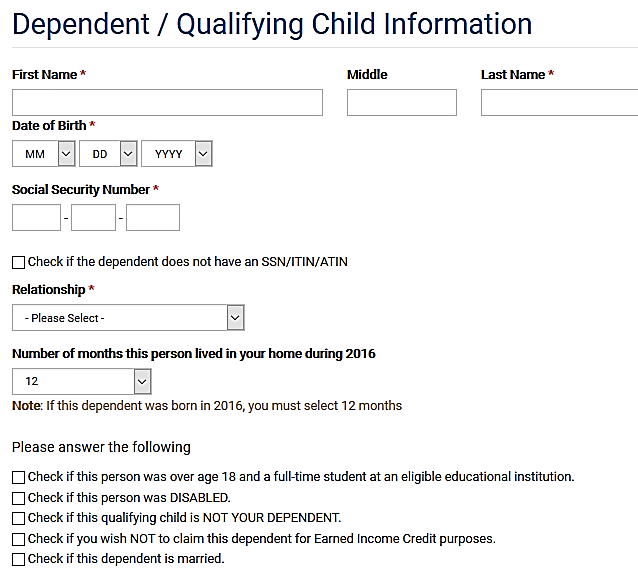 Dependent / Qualifying Child Information
First Name * Middle Last Name *
Date of Birth *
MM DD YYYY
Social Security Number *
- -
Check if the dependent does not have an SSN/ITIN/ATIN
Relationship *
- Please Select -
Number of months this person lived in your home during 2016
12
Note: If this dependent was born in 2016, you must select 12 months
Please answer the following
Check if this person was over age 18 and a full-time student at an eligible educational institution.
Check if this person was DISABLED.
Check if this qualifying child is NOT YOUR DEPENDENT.
Check if you wish NOT to claim this dependent for Earned Income Credit purposes.
Check if this dependent is married.